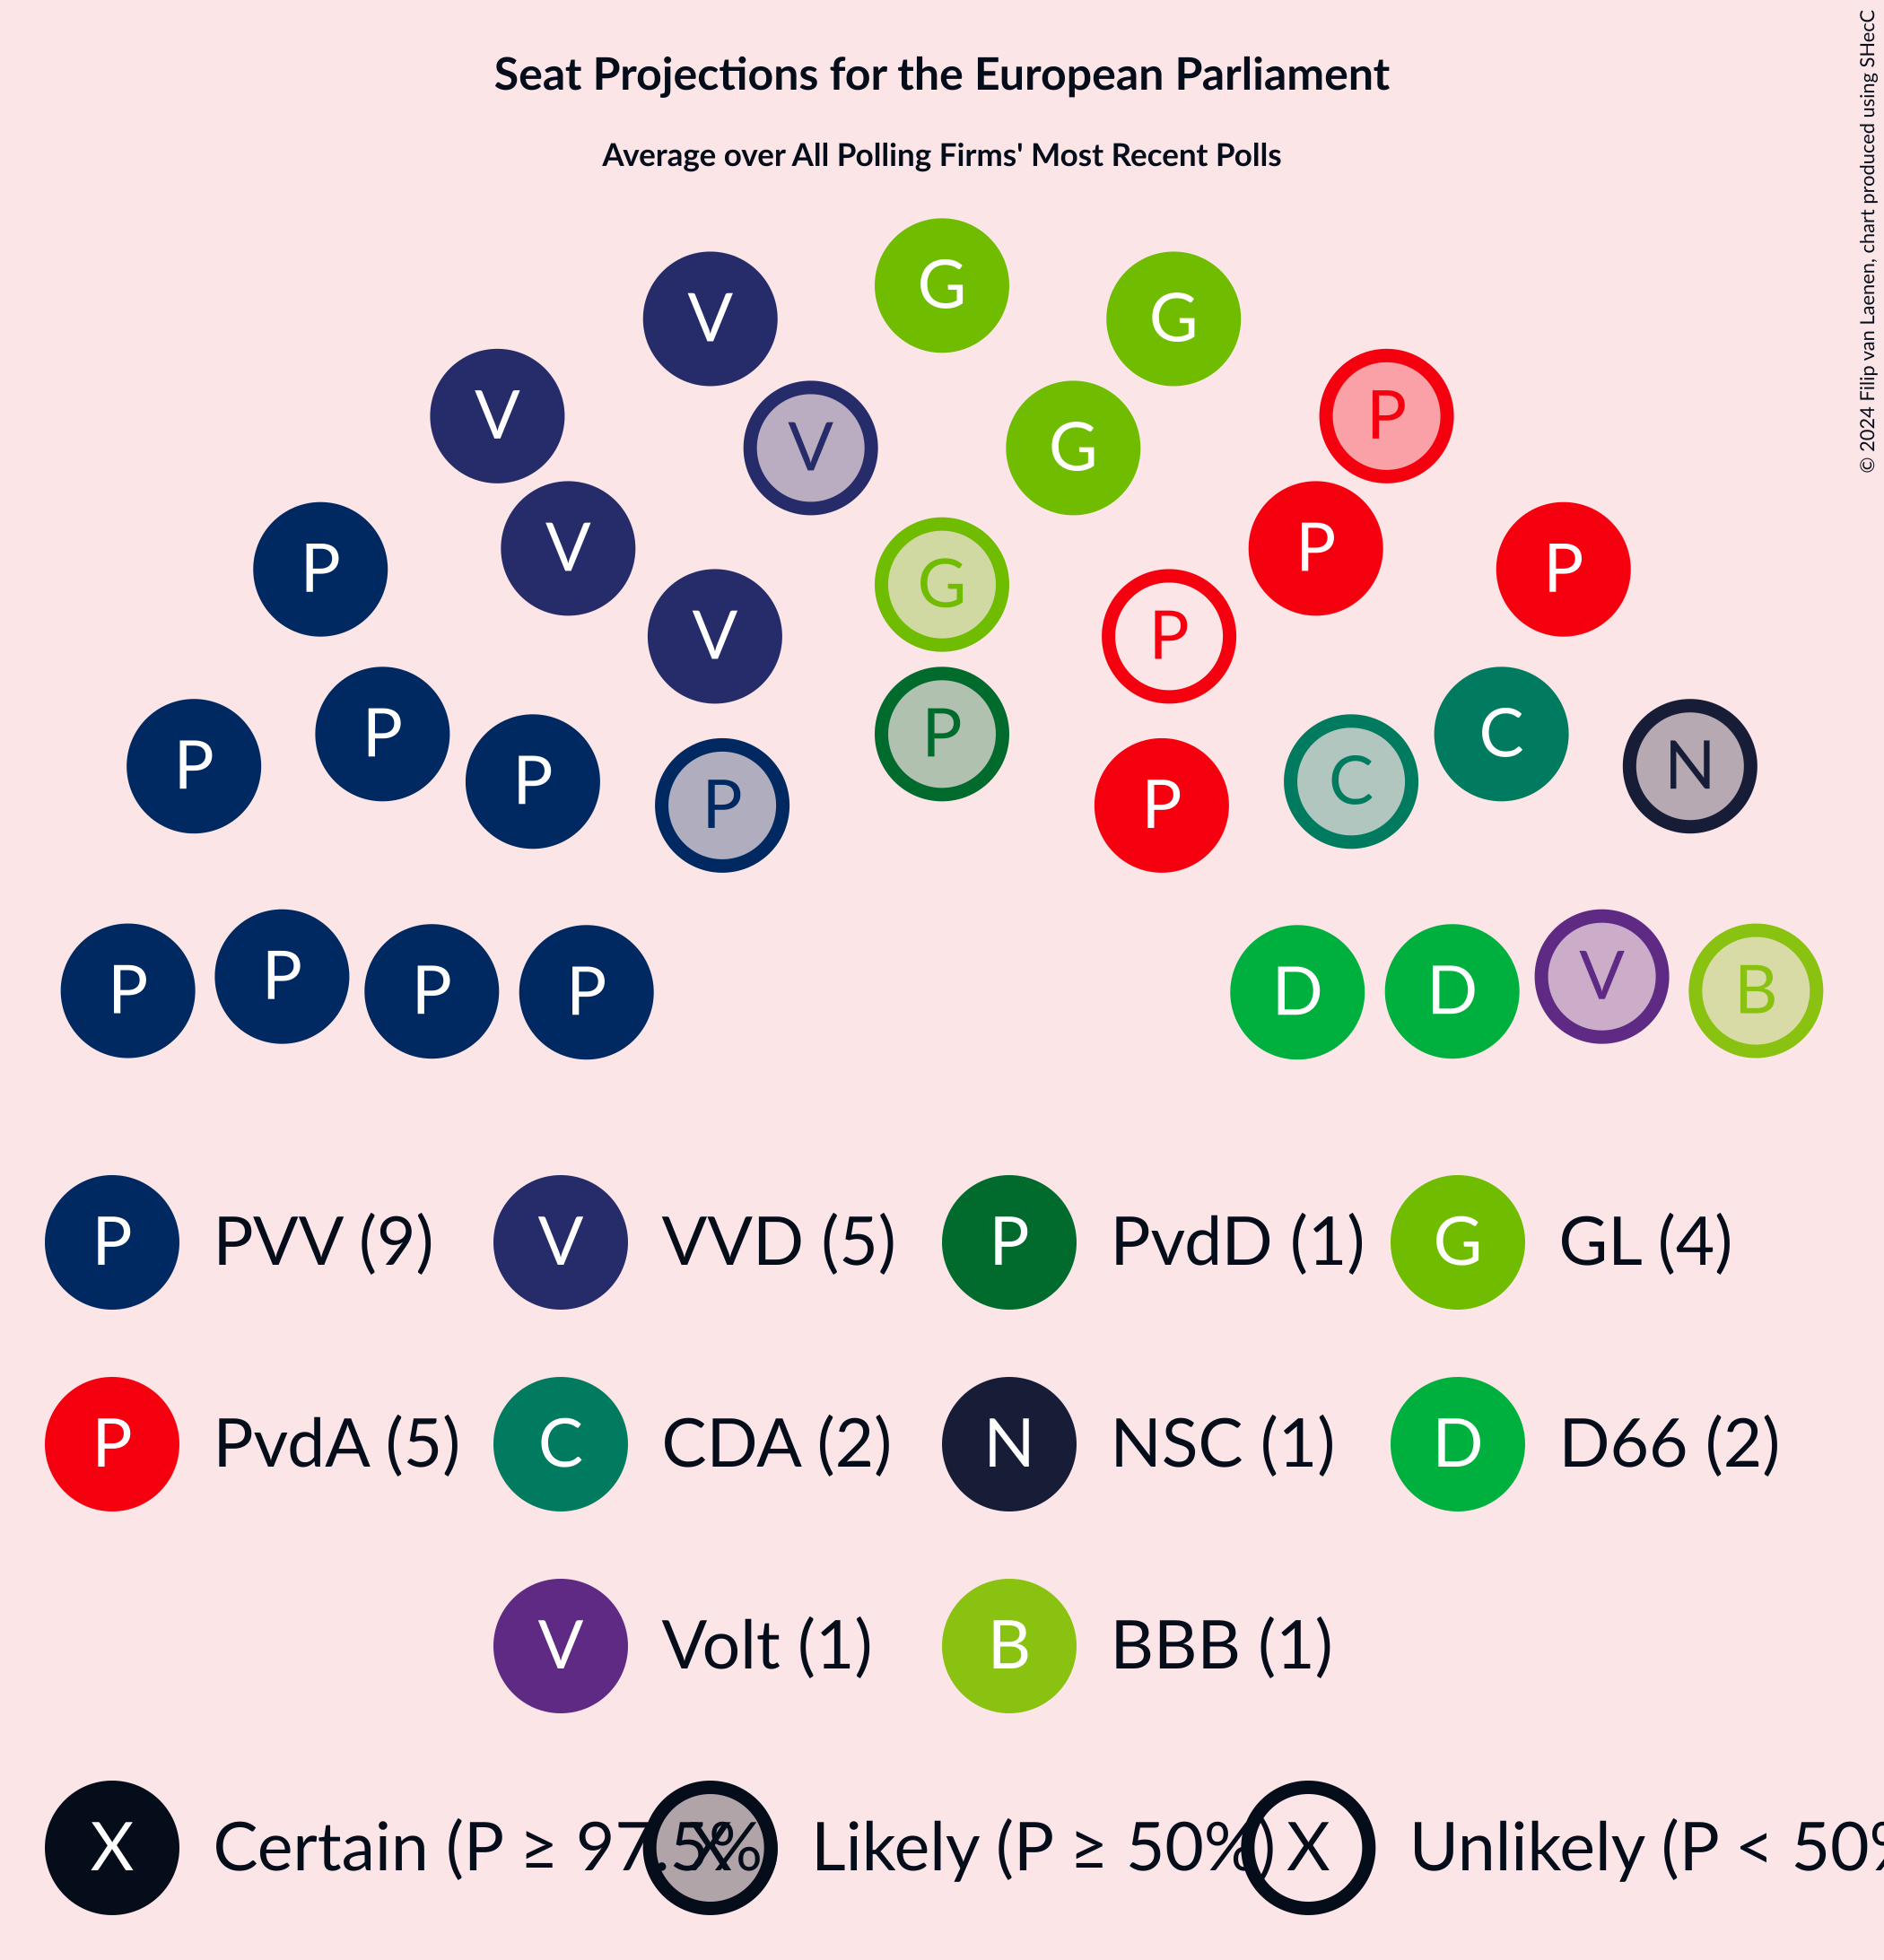 Seat Projections for the European Parliament
Average over All Polling Firms' Most Recent Polls
© 2024 Filip van Laenen, chart produced using SHecC
G
V G
V P
V G
V P
P P
G
V P
P P
C
P N
P
P C
P P
P V
P B
P D
P D
P PVV (9) V VVD (5) P PvdD (1) G GL (4)
P PvdA (5) C CDA (2) N NSC (1) D D66 (2)
V Volt (1) B BBB (1)
X Certain (P ≥ 97.5% X Likely (P ≥ 50%) X Unlikely (P < 50%